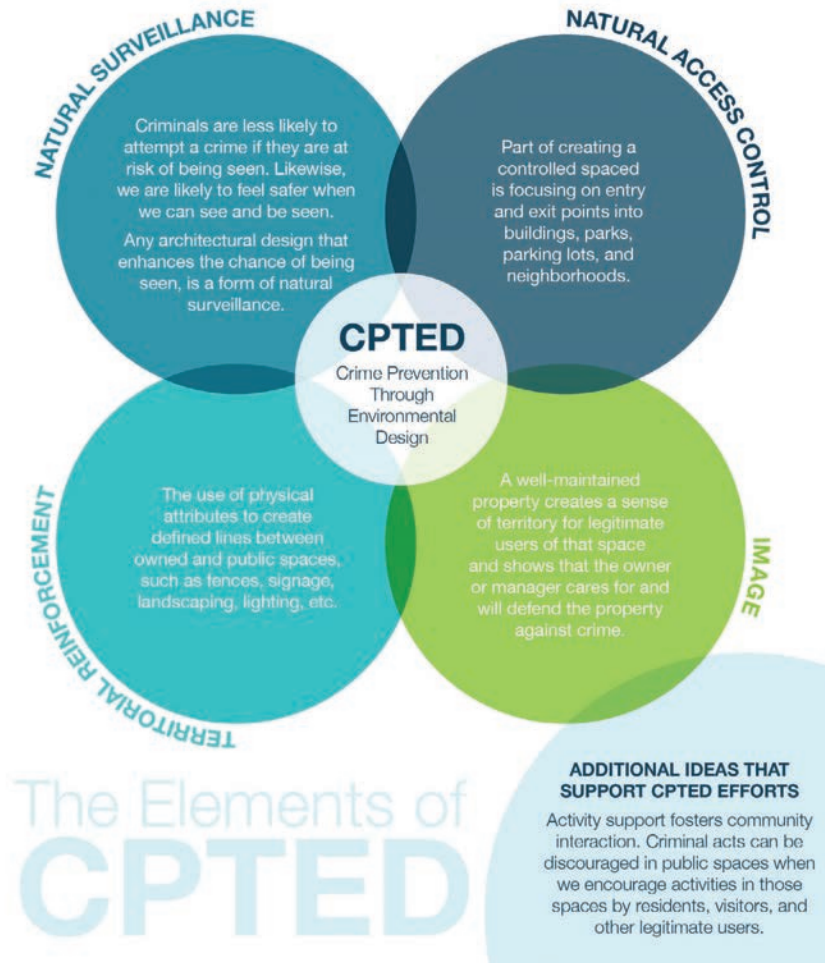 NATURAL SURVEILLANCE
Criminals are less likely to
attempt a crime if they are at
risk of being seen. Likewise,
we are likely to feel safer when
we can see and be seen.
Any architectural design that
enhances the chance of being
seen, is a form of natural
surveillance.
NATURAL ACCESS CONTROL
Part of creating a
controlled spaced
is focusing on entry
and exit points into
buildings, parks,
parking lots, and
neighborhoods.
CPTED
Crime Prevention
Through
Environmental
Design
TERRITORIAL REINFORCEMENT
The use of physical
attributes to create
defined lines between
owned and public spaces,
such as fences, signage,
landscaping, lighting, etc.
IMAGE
A well-maintained
property creates a sense
of territory for legitimate
users of that space
and shows that the owner
or manager cares for and
will defend the property
against crime.
The Elements of
CPTED
ADDITIONAL IDEAS THAT
SUPPORT CPTED EFFORTS
Activity support fosters community
interaction. Criminal acts can be
discouraged in public spaces when
we encourage activities in those
spaces by residents, visitors, and
other legitimate users.